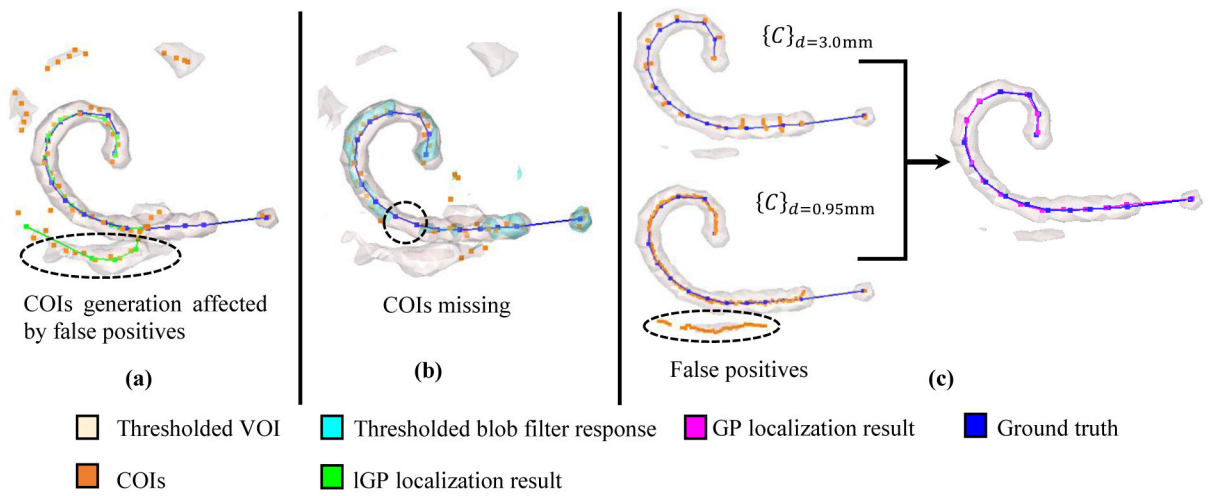 COIs generation affected
by false positives
(a)
COIs missing
(b)
{C}d=3.0mm
{C}d=0.95mm
False positives
(c)
Thresholded VOI
Thresholded blob filter response
GP localization result
Ground truth
COIs
lGP localization result